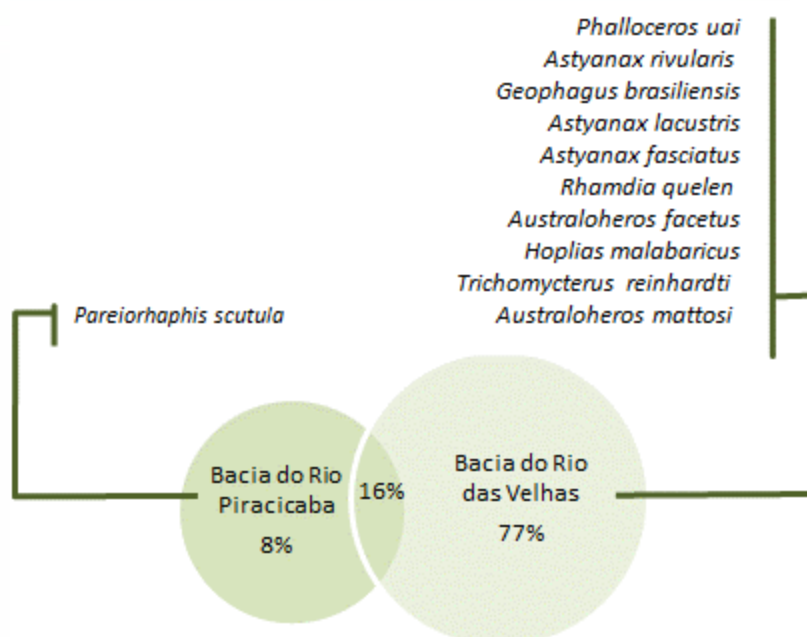 Phalloceros uai
Astyanax rivularis
Geophagus brasiliensis
Astyanax lacustris
Astyanax fasciatus
Rhamdia quelen
Australoheros facetus
Hoplias malabaricus
Trichomycterus reinhardti
Australoheros mattosi
Pareiorhaphis scutula
Bacia do Rio
Piracicaba
8%
16%
Bacia do Rio
das Velhas
77%